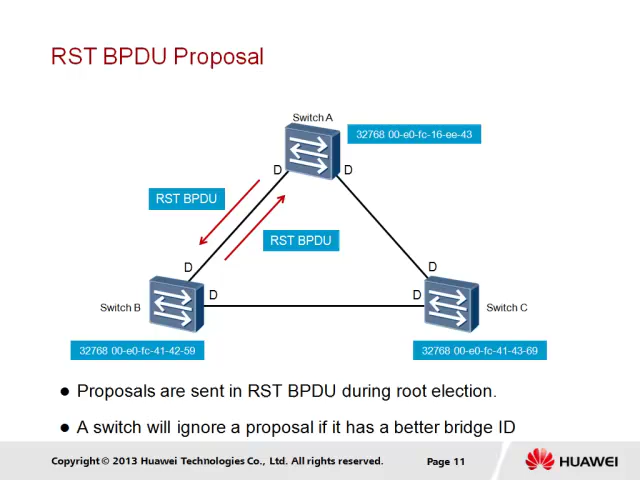 RST BPDU Proposal
Switch A
32768 00-e0-fc-16-ee-43
D
D
RST BPDU
RST BPDU
D
D
D
D
Switch B
Switch C
32768 00-e0-fc-41-42-59
32768 00-e0-fc-41-43-69
● Proposals are sent in RST BPDU during root election.
● A switch will ignore a proposal if it has a better bridge ID
Copyright © 2013 Huawei Technologies Co., Ltd. All rights reserved.
Page 11
HUAWEI